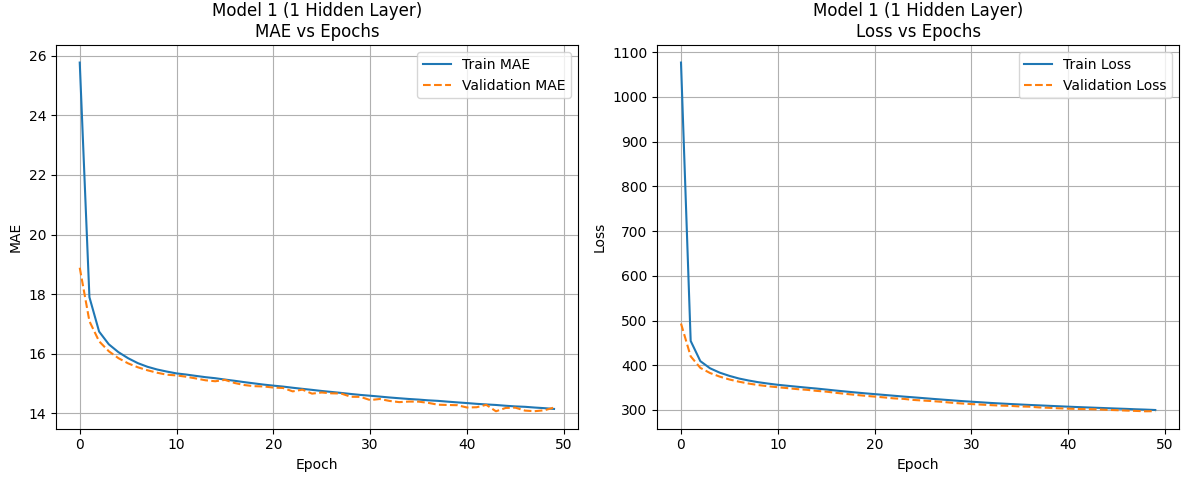 Model 1 (1 Hidden Layer)
MAE vs Epochs
26
24
22
20
18
16
14
MAE
Train MAE
Validation MAE
0
10
20
30
40
50
Epoch
Model 1 (1 Hidden Layer)
Loss vs Epochs
1100
1000
900
800
700
600
500
400
300
Loss
Train Loss
Validation Loss
0
10
20
30
40
50
Epoch